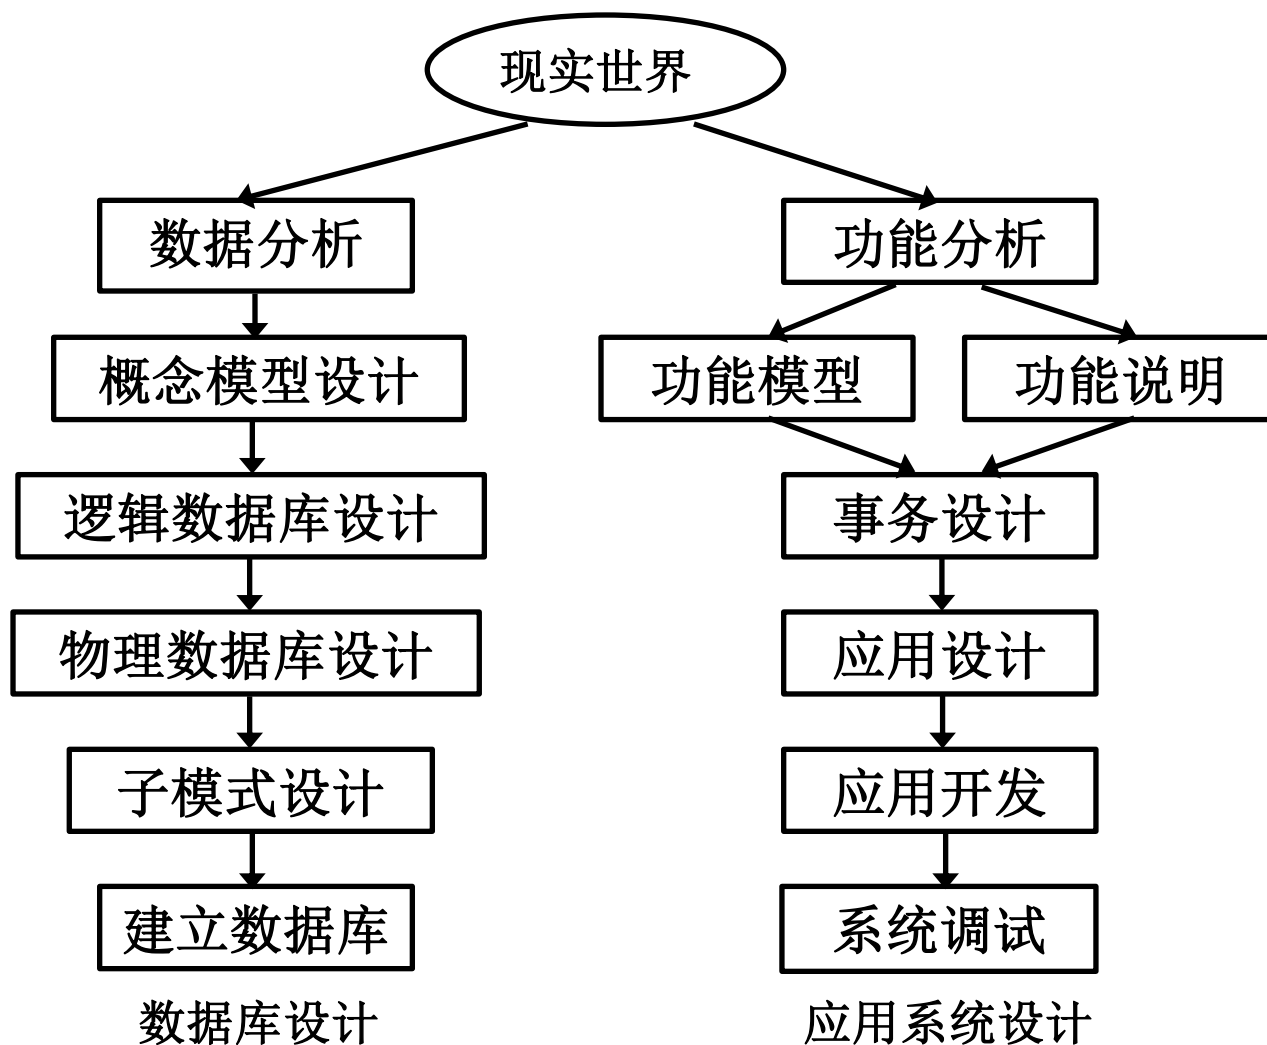 现实世界
数据分析
功能分析
概念模型设计
功能模型
功能说明
逻辑数据库设计
事务设计
物理数据库设计
应用设计
子模式设计
应用开发
建立数据库
系统调试
数据库设计
应用系统设计